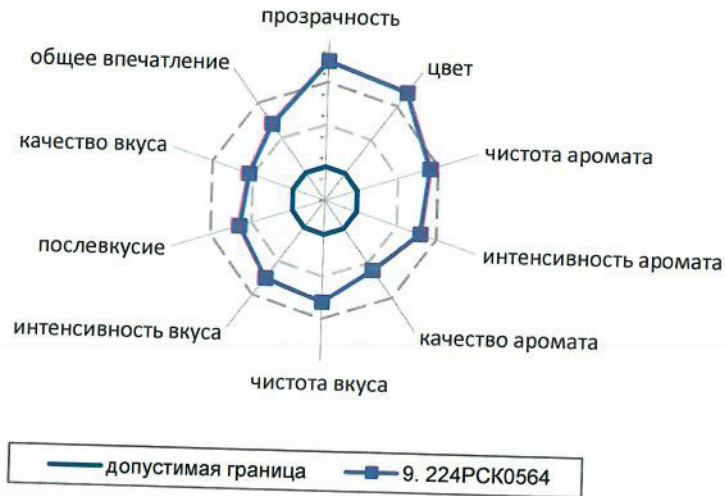 прозрачность
общее впечатление
цвет
качество вкуса
чистота аромата
послевкусие
интенсивность аромата
интенсивность вкуса
качество аромата
чистота вкуса
допустимая граница
9. 224РСК0564